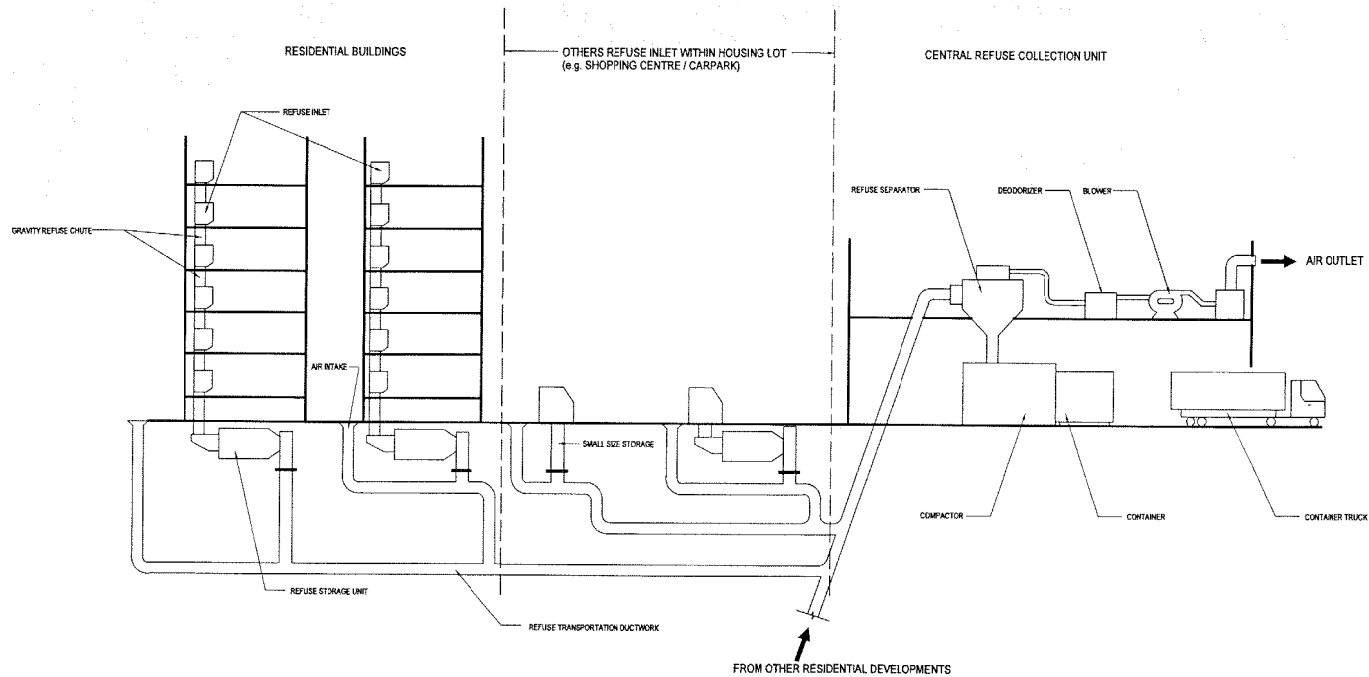 RESIDENTIAL BUILDINGS
OTHERS REFUSE INLET WITHIN HOUSING LOT
(e.g. SHOPPING CENTRE / CARPARK)
CENTRAL REFUSE COLLECTION UNIT
REFUSE INLET
REFUSE SEPARATOR
DEODORIZER
BLOWER
GRAVITY REFUSE CHUTE
AIR OUTLET
AIR INTAKE
SMALL SIZE STORAGE
COMPACTOR
CONTAINER
CONTAINER TRUCK
REFUSE STORAGE UNIT
REFUSE TRANSPORTATION DUCTWORK
FROM OTHER RESIDENTIAL DEVELOPMENTS